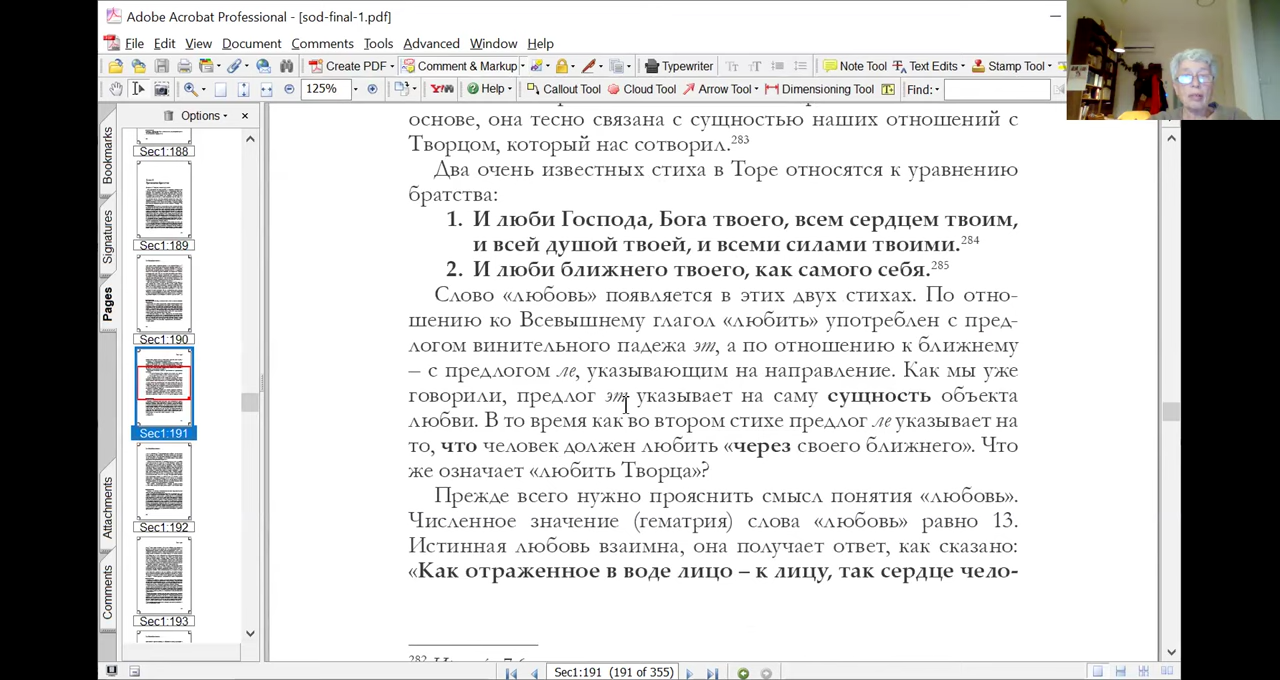 Adobe Acrobat Professional - [sod-final-1.pdf]
File Edit View Document Comments Tools Advanced Window Help
Create PDF Comment & Markup Typewriter Note Tool Text Edits Stamp Tool
125% Help Callout Tool Cloud Tool Arrow Tool Dimensioning Tool Find:
Options
Bookmarks
Signatures
Pages
Attachments
Comments
Sec1:188
Sec1:189
Sec1:190
Sec1:191
Sec1:192
Sec1:193
основе, она тесно связана с сущностью наших отношений с
Творцом, который нас сотворил.283
Два очень известных стиха в Торе относятся к уравнению
братства:
1. И люби Господа, Бога твоего, всем сердцем твоим,
и всей душой твоей, и всеми силами твоими.284
2. И люби ближнего твоего, как самого себя.285
Слово «любовь» появляется в этих двух стихах. По отно-
шению ко Всевышнему глагол «любить» употреблен с пред-
логом винительного падежа эт, а по отношению к ближнему
– с предлогом ле, указывающим на направление. Как мы уже
говорили, предлог эт указывает на саму сущность объекта
любви. В то время как во втором стихе предлог ле указывает на
то, что человек должен любить «через своего ближнего». Что
же означает «любить Творца»?
Прежде всего нужно прояснить смысл понятия «любовь».
Численное значение (гематрия) слова «любовь» равно 13.
Истинная любовь взаимна, она получает ответ, как сказано:
«Как отраженное в воде лицо – к лицу, так сердце чело-
Sec1:191 (191 of 355)